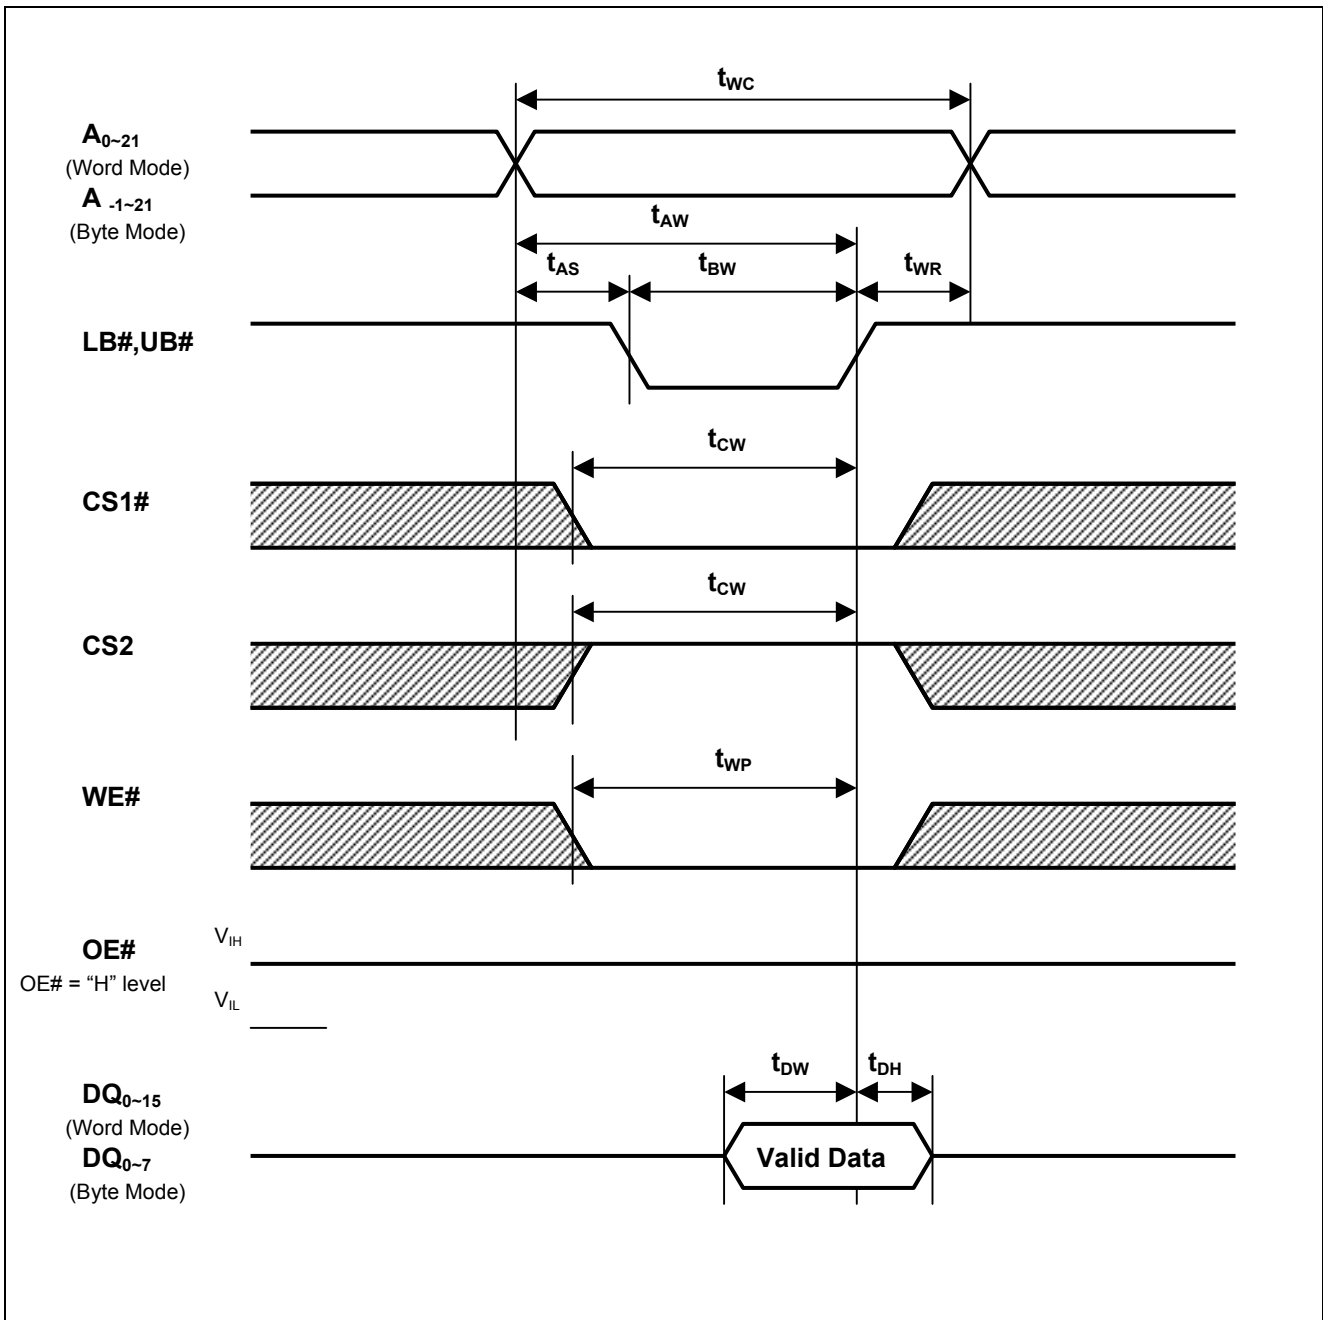 tWC
A0~21
(Word Mode)
A -1~21
(Byte Mode)
tAW
tAS
tBW
tWR
LB#,UB#
tCW
CS1#
tCW
CS2
tWP
WE#
VIH
OE#
OE# = “H” level
VIL
tDW
tDH
DQ0~15
(Word Mode)
DQ0~7
Valid Data
(Byte Mode)